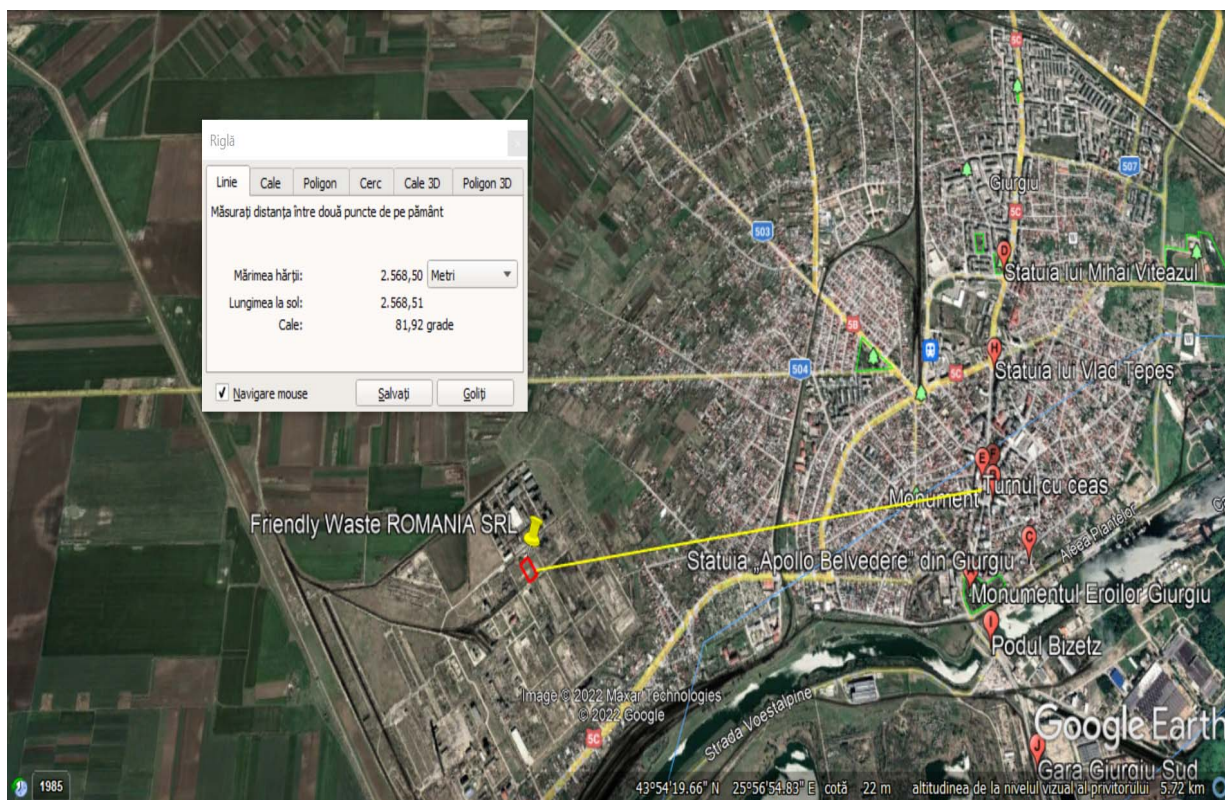 Riglă
Linie Cale Poligon Cerc Cale 3D Poligon 3D
Măsurați distanța între două puncte de pe pământ
Mărimea hărții: 2.568,50 Metri
Lungimea la sol: 2.568,51
Cale: 81,92 grade
Navigare mouse Salvați Goliți
5C
507
Giurgiu
5C
503
D
Statuia lui Mihai Viteazul
5B
H
504
5C
Statuia lui Vlad Țepeș
E F
Turnul cu ceas
Monument
Friendly Waste ROMANIA SRL
C
Aleea Plantelor
Statuia „Apollo Belvedere” din Giurgiu
Monumentul Eroilor Giurgiu
I
Podul Bizetz
Image © 2022 Maxar Technologies
© 2022 Google
Strada Voestalpine
5C
Google Earth
J
Gara Giurgiu Sud
1985
43°54'19.66" N 25°56'54.83" E cotă 22 m altitudinea de la nivelul vizual al privitorului 5.72 km